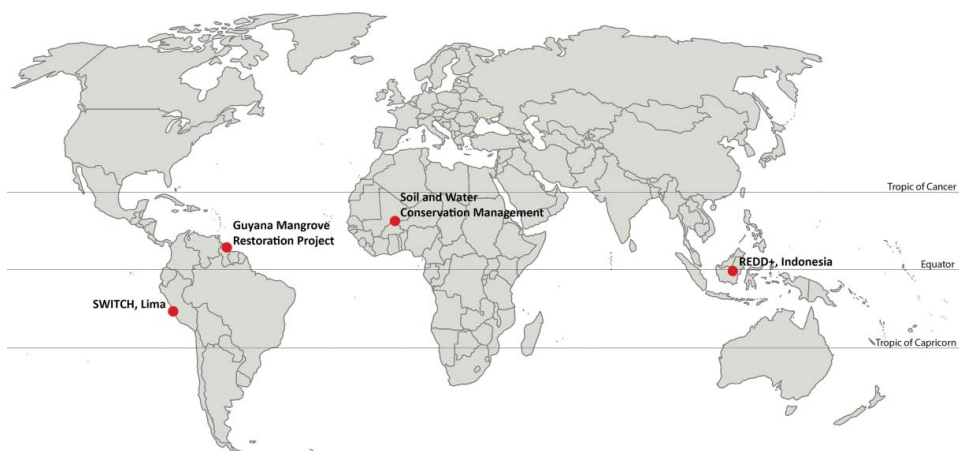 Tropic of Cancer
Soil and Water
Conservation Management
Guyana Mangrove
Restoration Project
REDD+, Indonesia
Equator
SWITCH, Lima
Tropic of Capricorn